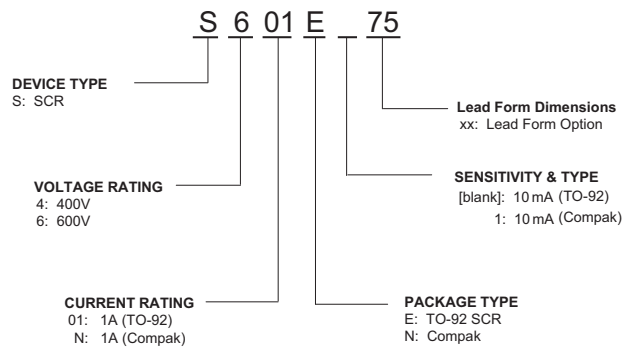 S 6 01 E _ 75
DEVICE TYPE
S: SCR
Lead Form Dimensions
xx: Lead Form Option
VOLTAGE RATING
4: 400V
6: 600V
SENSITIVITY & TYPE
[blank]: 10 mA (TO-92)
1: 10 mA (Compak)
CURRENT RATING
01: 1A (TO-92)
N: 1A (Compak)
PACKAGE TYPE
E: TO-92 SCR
N: Compak